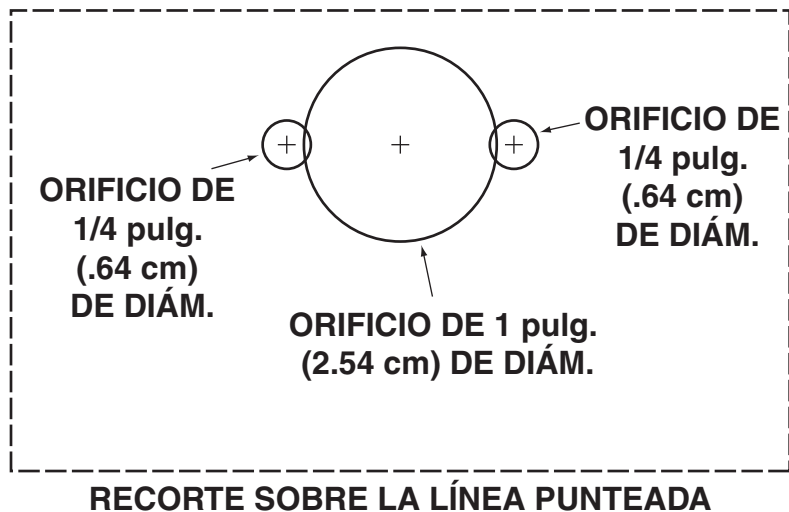 ORIFICIO DE
1/4 pulg.
(.64 cm)
DE DIÁM.
ORIFICIO DE
1/4 pulg.
(.64 cm)
DE DIÁM.
ORIFICIO DE 1 pulg.
(2.54 cm) DE DIÁM.
RECORTE SOBRE LA LÍNEA PUNTEADA